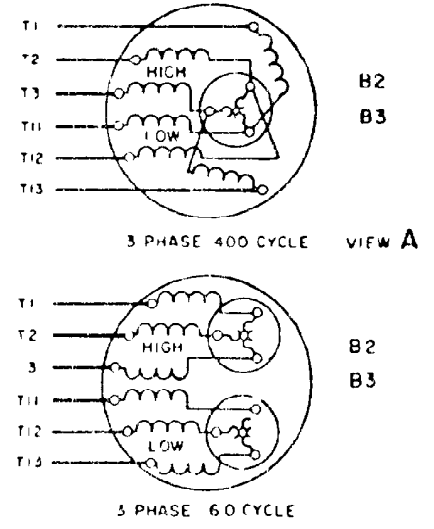 T1
T2
HIGH
B2
T3
B3
T11
LOW
T12
T13
3 PHASE 400 CYCLE VIEW A
T1
T2
HIGH
B2
3
B3
T11
T12
LOW
T13
3 PHASE 60 CYCLE